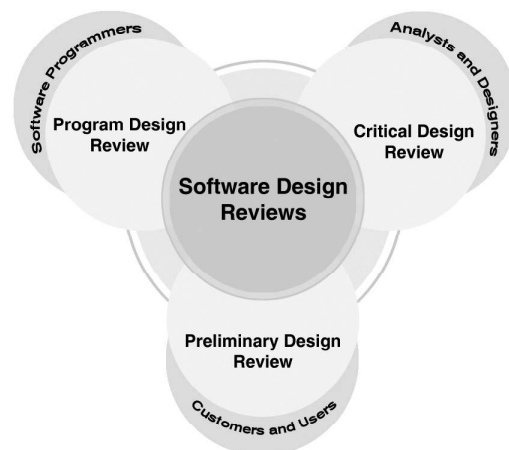 Software Programmers
Program Design
Review
Analysts and Designers
Critical Design
Review
Software Design
Reviews
Preliminary Design
Review
Customers and Users